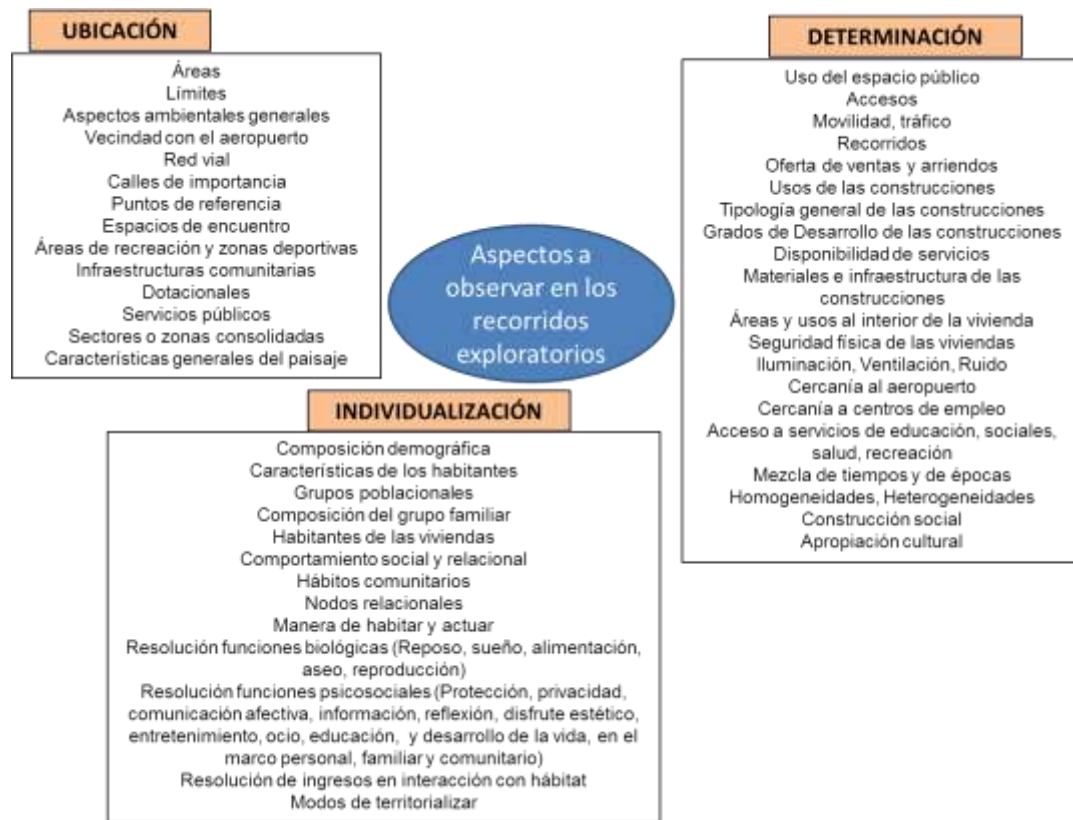 UBICACIÓN
Áreas
Límites
Aspectos ambientales generales
Vecindad con el aeropuerto
Red vial
Calles de importancia
Puntos de referencia
Espacios de encuentro
Áreas de recreación y zonas deportivas
Infraestructuras comunitarias
Dotacionales
Servicios públicos
Sectores o zonas consolidadas
Características generales del paisaje
Aspectos a
observar en los
recorridos
exploratorios
DETERMINACIÓN
Uso del espacio público
Accesos
Movilidad, tráfico
Recorridos
Oferta de ventas y arriendos
Usos de las construcciones
Tipología general de las construcciones
Grados de Desarrollo de las construcciones
Disponibilidad de servicios
Materiales e infraestructura de las
construcciones
Áreas y usos al interior de la vivienda
Seguridad física de las viviendas
Iluminación, Ventilación, Ruido
Cercanía al aeropuerto
Cercanía a centros de empleo
Acceso a servicios de educación, sociales,
salud, recreación
Mezcla de tiempos y de épocas
Homogeneidades, Heterogeneidades
Construcción social
Apropiación cultural
INDIVIDUALIZACIÓN
Composición demográfica
Características de los habitantes
Grupos poblacionales
Composición del grupo familiar
Habitantes de las viviendas
Comportamiento social y relacional
Hábitos comunitarios
Nodos relacionales
Manera de habitar y actuar
Resolución funciones biológicas (Reposo, sueño, alimentación,
aseo, reproducción)
Resolución funciones psicosociales (Protección, privacidad,
comunicación afectiva, información, reflexión, disfrute estético,
entretenimiento, ocio, educación, y desarrollo de la vida, en el
marco personal, familiar y comunitario)
Resolución de ingresos en interacción con hábitat
Modos de territorializar